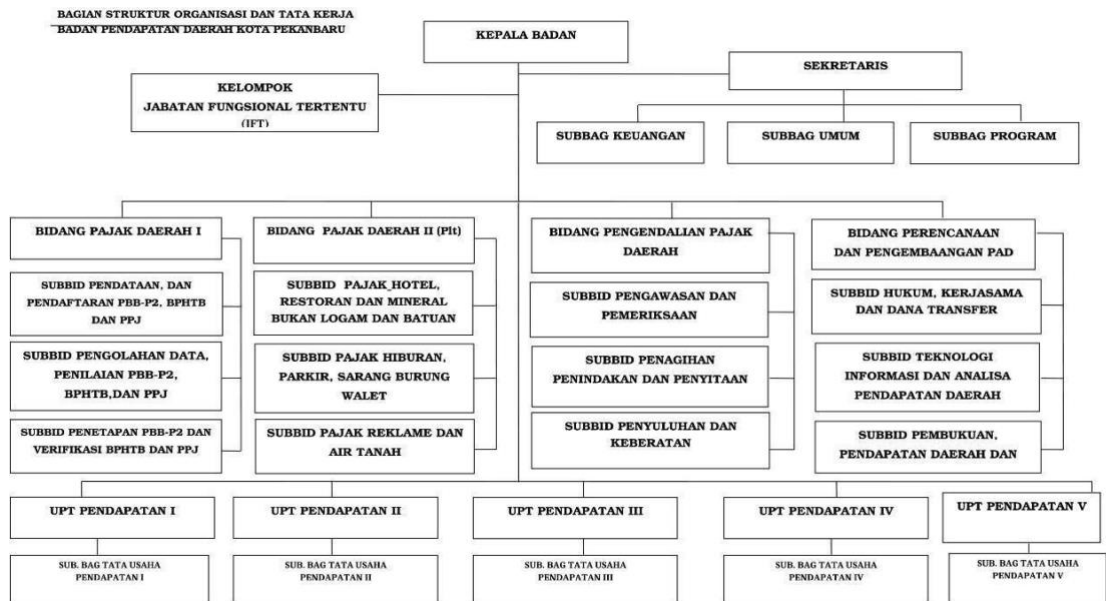 BAGIAN STRUKTUR ORGANISASI DAN TATA KERJA
BADAN PENDAPATAN DAERAH KOTA PEKANBARU
KEPALA BADAN
SEKRETARIS
KELOMPOK
JABATAN FUNGSIONAL TERTENTU
(JFT)
SUBBAG KEUANGAN
SUBBAG UMUM
SUBBAG PROGRAM
BIDANG PAJAK DAERAH I
BIDANG PAJAK DAERAH II (Plt)
BIDANG PENGENDALIAN PAJAK
DAERAH
BIDANG PERENCANAAN
DAN PENGEMBAANGAN PAD
SUBBID PENDATAAN, DAN
PENDAFTARAN PBB-P2, BPHTB
DAN PPJ
SUBBID PAJAK HOTEL,
RESTORAN DAN MINERAL
BUKAN LOGAM DAN BATUAN
SUBBID PENGAWASAN DAN
PEMERIKSAAN
SUBBID HUKUM, KERJASAMA
DAN DANA TRANSFER
SUBBID PENGOLAHAN DATA,
PENILAIAN PBB-P2,
BPHTB,DAN PPJ
SUBBID PAJAK HIBURAN,
PARKIR, SARANG BURUNG
WALET
SUBBID PENAGIHAN
PENINDAKAN DAN PENYITAAN
SUBBID TEKNOLOGI
INFORMASI DAN ANALISA
PENDAPATAN DAERAH
SUBBID PENETAPAN PBB-P2 DAN
VERIFIKASI BPHTB DAN PPJ
SUBBID PAJAK REKLAME DAN
AIR TANAH
SUBBID PENYULUHAN DAN
KEBERATAN
SUBBID PEMBUKUAN,
PENDAPATAN DAERAH DAN
UPT PENDAPATAN I
UPT PENDAPATAN II
UPT PENDAPATAN III
UPT PENDAPATAN IV
UPT PENDAPATAN V
SUB. BAG TATA USAHA
PENDAPATAN I
SUB. BAG TATA USAHA
PENDAPATAN II
SUB. BAG TATA USAHA
PENDAPATAN III
SUB. BAG TATA USAHA
PENDAPATAN IV
SUB. BAG TATA USAHA
PENDAPATAN V